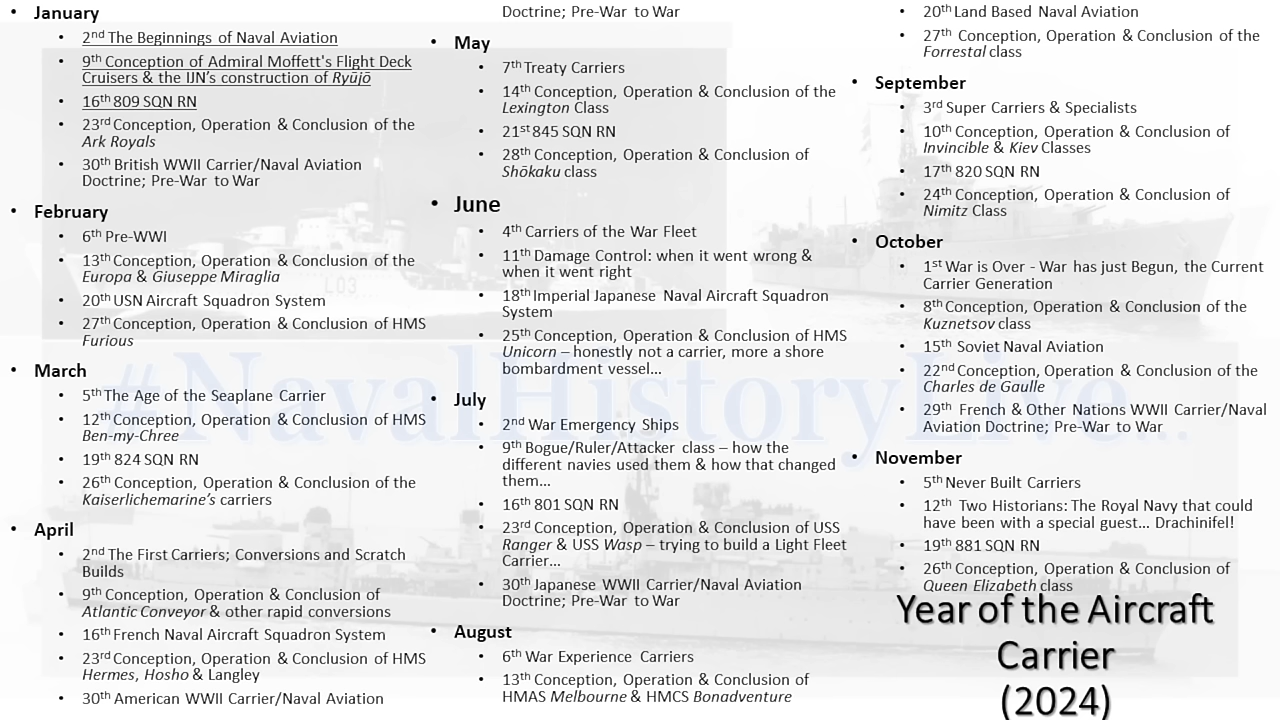 • January
• 2nd The Beginnings of Naval Aviation
• 9th Conception of Admiral Moffett's Flight Deck
Cruisers & the IJN's construction of Ryūjō
• 16th 809 SQN RN
• 23rd Conception, Operation & Conclusion of the
Ark Royals
• 30th British WWII Carrier/Naval Aviation
Doctrine; Pre-War to War
• February
• 6th Pre-WWI
• 13th Conception, Operation & Conclusion of the
Europa & Giuseppe Miraglia
• 20th USN Aircraft Squadron System
• 27th Conception, Operation & Conclusion of HMS
Furious
• March
• 5th The Age of the Seaplane Carrier
• 12th Conception, Operation & Conclusion of HMS
Ben-my-Chree
• 19th 824 SQN RN
• 26th Conception, Operation & Conclusion of the
Kaiserlichemarine's carriers
• April
• 2nd The First Carriers; Conversions and Scratch
Builds
• 9th Conception, Operation & Conclusion of
Atlantic Conveyor & other rapid conversions
• 16th French Naval Aircraft Squadron System
• 23rd Conception, Operation & Conclusion of HMS
Hermes, Hosho & Langley
• 30th American WWII Carrier/Naval Aviation
Doctrine; Pre-War to War
• May
• 7th Treaty Carriers
• 14th Conception, Operation & Conclusion of the
Lexington Class
• 21st 845 SQN RN
• 28th Conception, Operation & Conclusion of
Shōkaku class
• June
• 4th Carriers of the War Fleet
• 11th Damage Control: when it went wrong &
when it went right
• 18th Imperial Japanese Naval Aircraft Squadron
System
• 25th Conception, Operation & Conclusion of HMS
Unicorn – honestly not a carrier, more a shore
bombardment vessel...
• July
• 2nd War Emergency Ships
• 9th Bogue/Ruler/Attacker class – how the
different navies used them & how that changed
them...
• 16th 801 SQN RN
• 23rd Conception, Operation & Conclusion of USS
Ranger & USS Wasp – trying to build a Light Fleet
Carrier...
• 30th Japanese WWII Carrier/Naval Aviation
Doctrine; Pre-War to War
• August
• 6th War Experience Carriers
• 13th Conception, Operation & Conclusion of
HMAS Melbourne & HMCS Bonadventure
• 20th Land Based Naval Aviation
• 27th Conception, Operation & Conclusion of the
Forrestal class
• September
• 3rd Super Carriers & Specialists
• 10th Conception, Operation & Conclusion of
Invincible & Kiev Classes
• 17th 820 SQN RN
• 24th Conception, Operation & Conclusion of
Nimitz Class
• October
• 1st War is Over - War has just Begun, the Current
Carrier Generation
• 8th Conception, Operation & Conclusion of the
Kuznetsov class
• 15th Soviet Naval Aviation
• 22nd Conception, Operation & Conclusion of the
Charles de Gaulle
• 29th French & Other Nations WWII Carrier/Naval
Aviation Doctrine; Pre-War to War
• November
• 5th Never Built Carriers
• 12th Two Historians: The Royal Navy that could
have been with a special guest... Drachinifel!
• 19th 881 SQN RN
• 26th Conception, Operation & Conclusion of
Queen Elizabeth class
Year of the Aircraft
Carrier
(2024)
#NavalHistoryLive...
L03